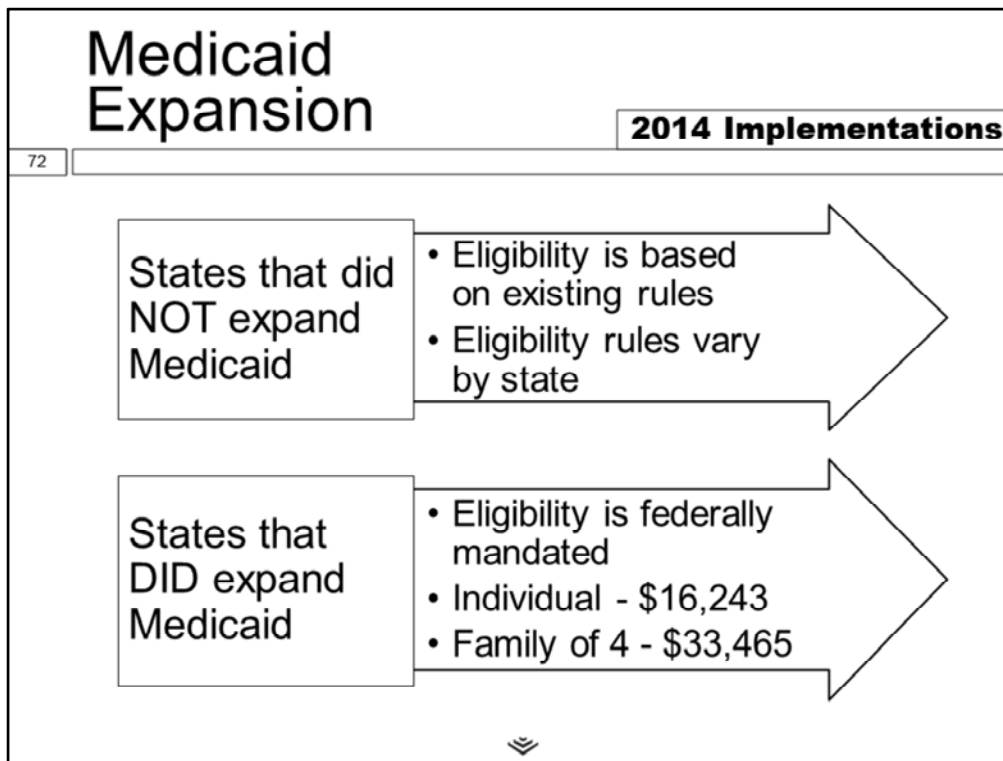 Medicaid
Expansion
2014 Implementations
72
States that did
NOT expand
Medicaid
• Eligibility is based
on existing rules
• Eligibility rules vary
by state
States that
DID expand
Medicaid
• Eligibility is federally
mandated
• Individual - $16,243
• Family of 4 - $33,465